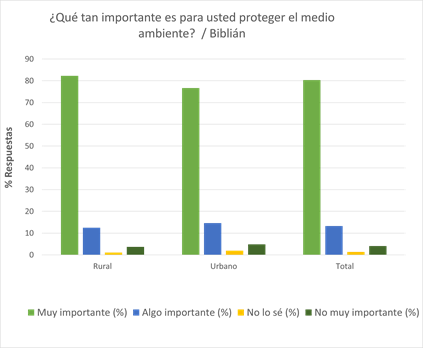 ¿Qué tan importante es para usted proteger el medio
ambiente?  / Biblián
% Respuestas
90
80
70
60
50
40
30
20
10
0
Rural Urbano Total
Muy importante (%) Algo importante (%) No lo sé (%) No muy importante (%)